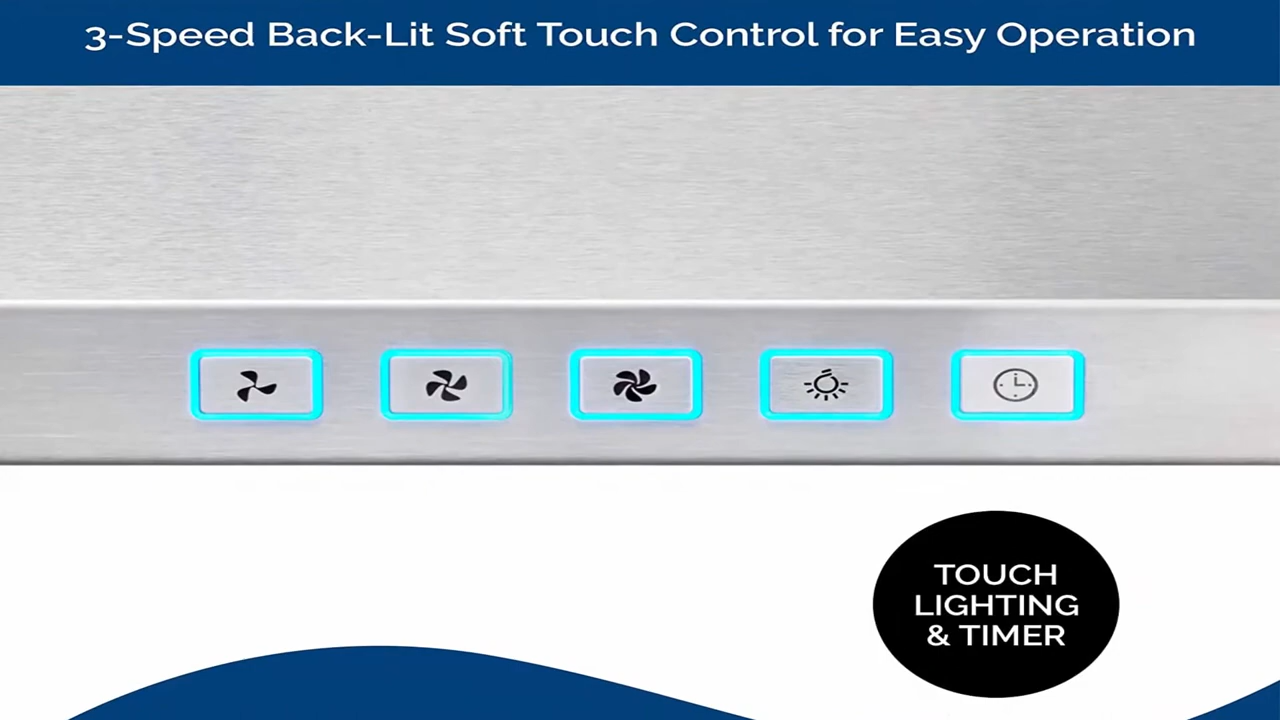 3-Speed Back-Lit Soft Touch Control for Easy Operation
TOUCH
LIGHTING
& TIMER